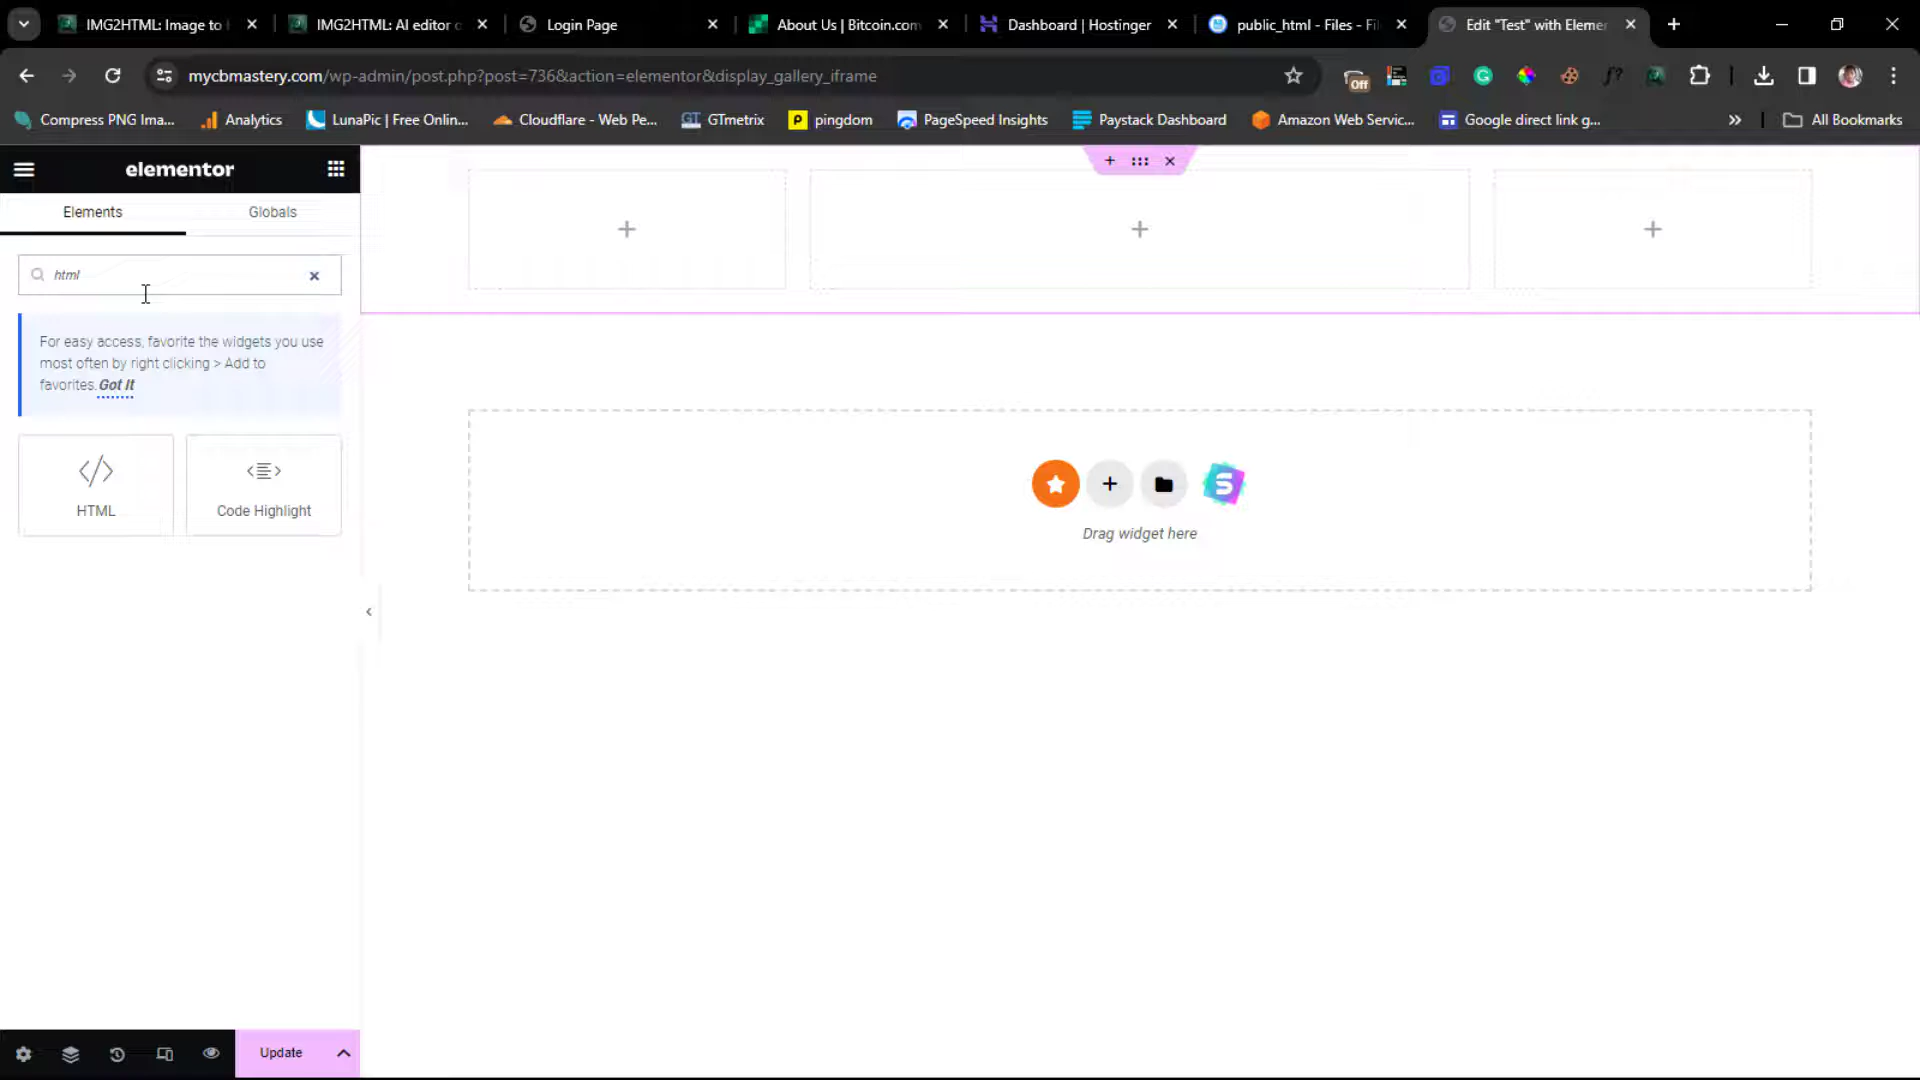 IMG2HTML: Image to
IMG2HTML: AI editor
Login Page
About Us | Bitcoin.com
Dashboard | Hostinger
public_html - Files - Fi
Edit "Test" with Eleme
mycbmastery.com/wp-admin/post.php?post=736&action=elementor&display_gallery_iframe
Off
Compress PNG Ima...
Analytics
LunaPic | Free Onlin...
Cloudflare - Web Pe...
GTmetrix
pingdom
PageSpeed Insights
Paystack Dashboard
Amazon Web Servic...
Google direct link g...
All Bookmarks
elementor
Elements
Globals
html
For easy access, favorite the widgets you use
most often by right clicking > Add to
favorites. Got It
HTML
Code Highlight
Drag widget here
Update